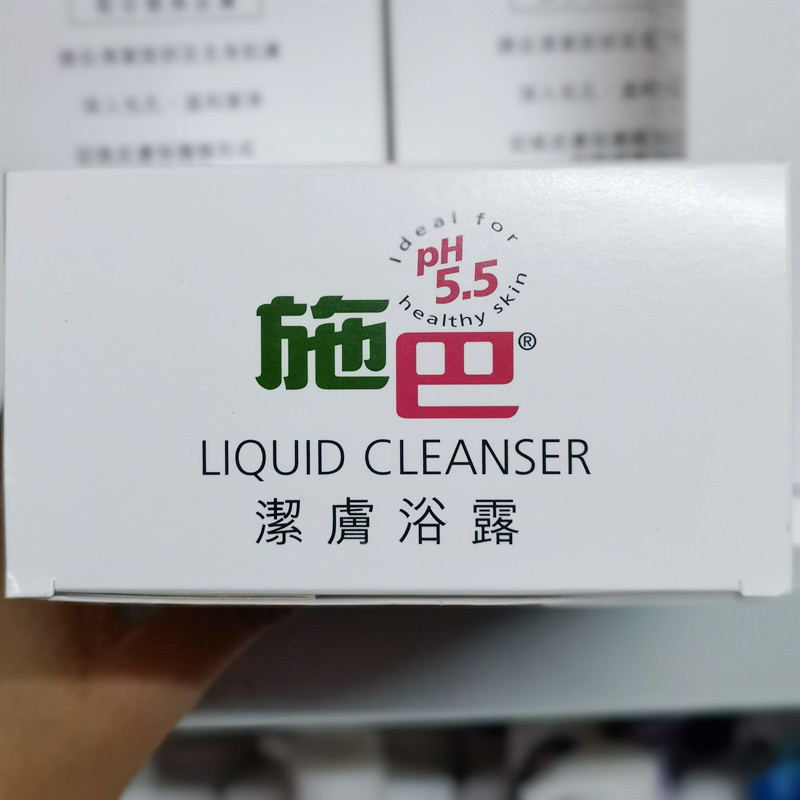 Ideal for
pH
5.5
healthy skin
施巴®
LIQUID CLEANSER
潔膚浴露